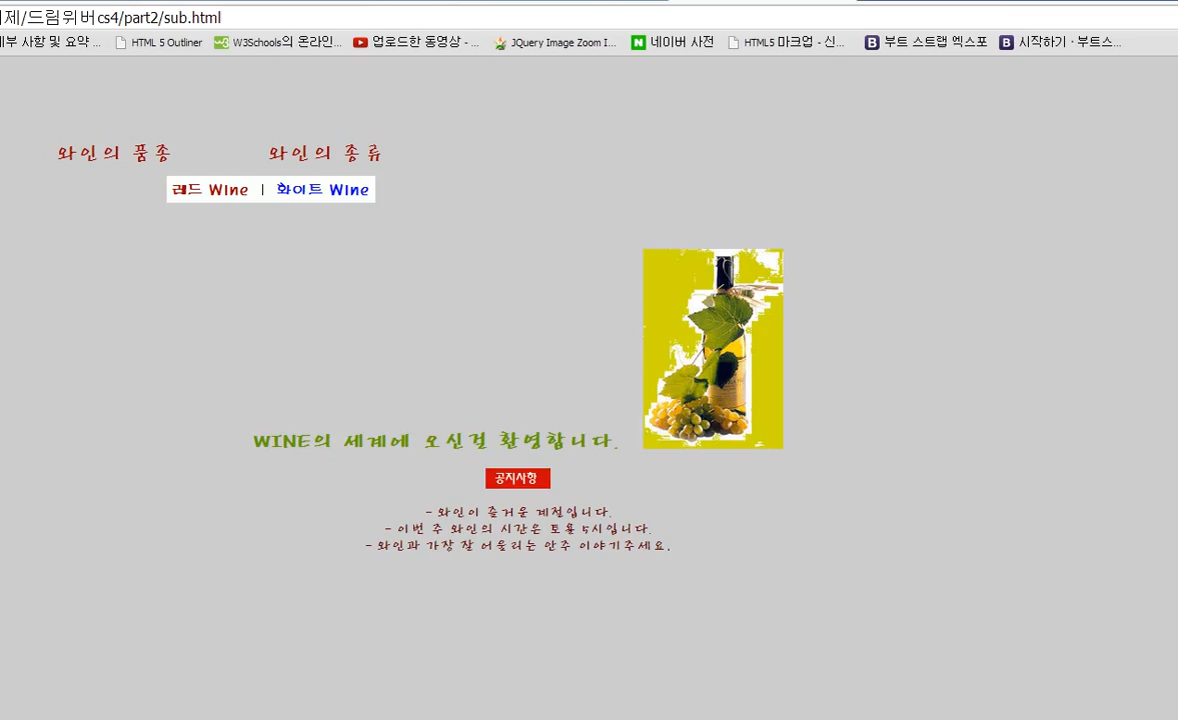 제/드림위버cs4/part2/sub.html
세부 사항 및 요약 ... HTML 5 Outliner W3Schools의 온라인... 업로드한 동영상 - ... JQuery Image Zoom I... 네이버 사전 HTML5 마크업 - 신... 부트 스트랩 엑스포 시작하기 · 부트스...
와인의 품종 와인의 종류
레드 Wine | 화이트 Wine
WINE의 세계에 오신걸 환영합니다.
공지사항
- 와인이 즐거운 계절입니다.
- 이번 주 와인의 시간은 토욜 5시입니다.
- 와인과 가장 잘 어울리는 안주 이야기주세요.